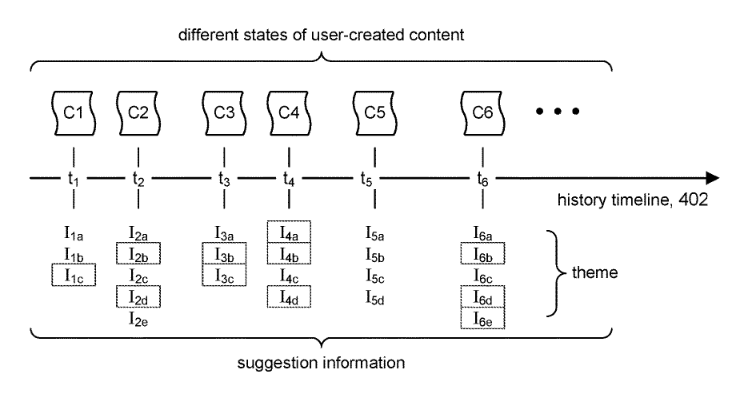 different states of user-created content
C1 C2 C3 C4 C5 C6 • • •
t₁ t₂ t₃ t₄ t₅ t₆
history timeline, 402
I₁ₐ I₂ₐ I₃ₐ I₄ₐ I₅ₐ I₆ₐ
I1b I2b I3b I4b I5b I6b
theme
I1c I2c I3c I4c I5c I6c
I2d I4d I5d I6d
I2e I6e
suggestion information